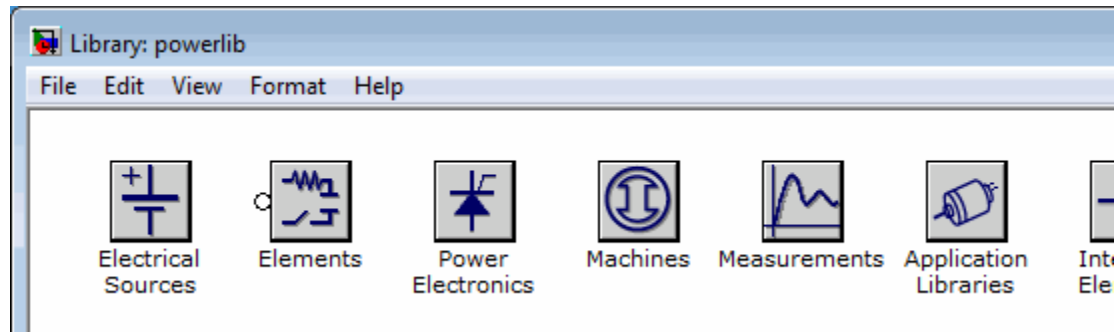 Library: powerlib
File Edit View Format Help
Electrical
Sources
Elements
Power
Electronics
Machines
Measurements
Application
Libraries